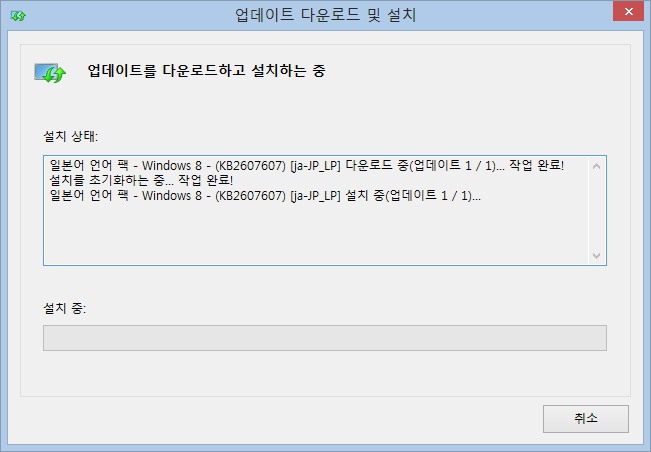 업데이트 다운로드 및 설치
업데이트를 다운로드하고 설치하는 중
설치 상태:
일본어 언어 팩 - Windows 8 - (KB2607607) [ja-JP_LP] 다운로드 중(업데이트 1 / 1)... 작업 완료!
설치를 초기화하는 중... 작업 완료!
일본어 언어 팩 - Windows 8 - (KB2607607) [ja-JP_LP] 설치 중(업데이트 1 / 1)...
설치 중:
취소